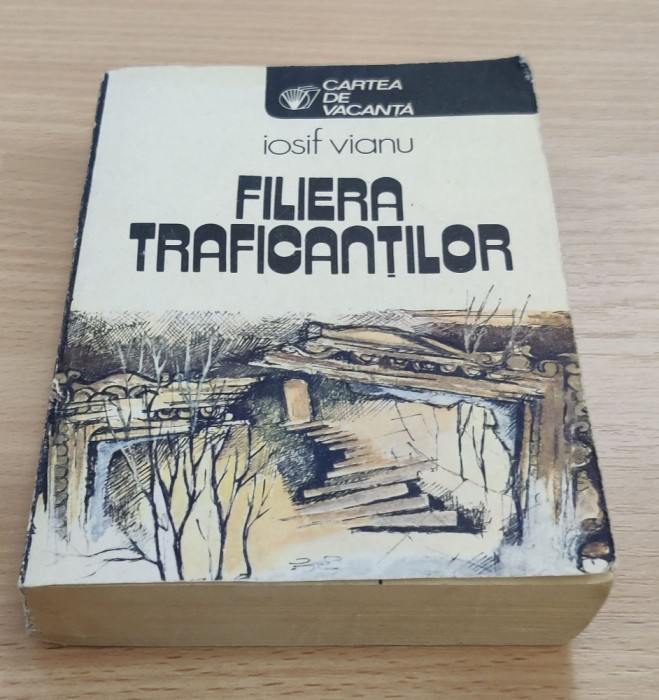 CARTEA
DE
VACANȚĂ
iosif vianu
FILIERA
TRAFICANȚILOR